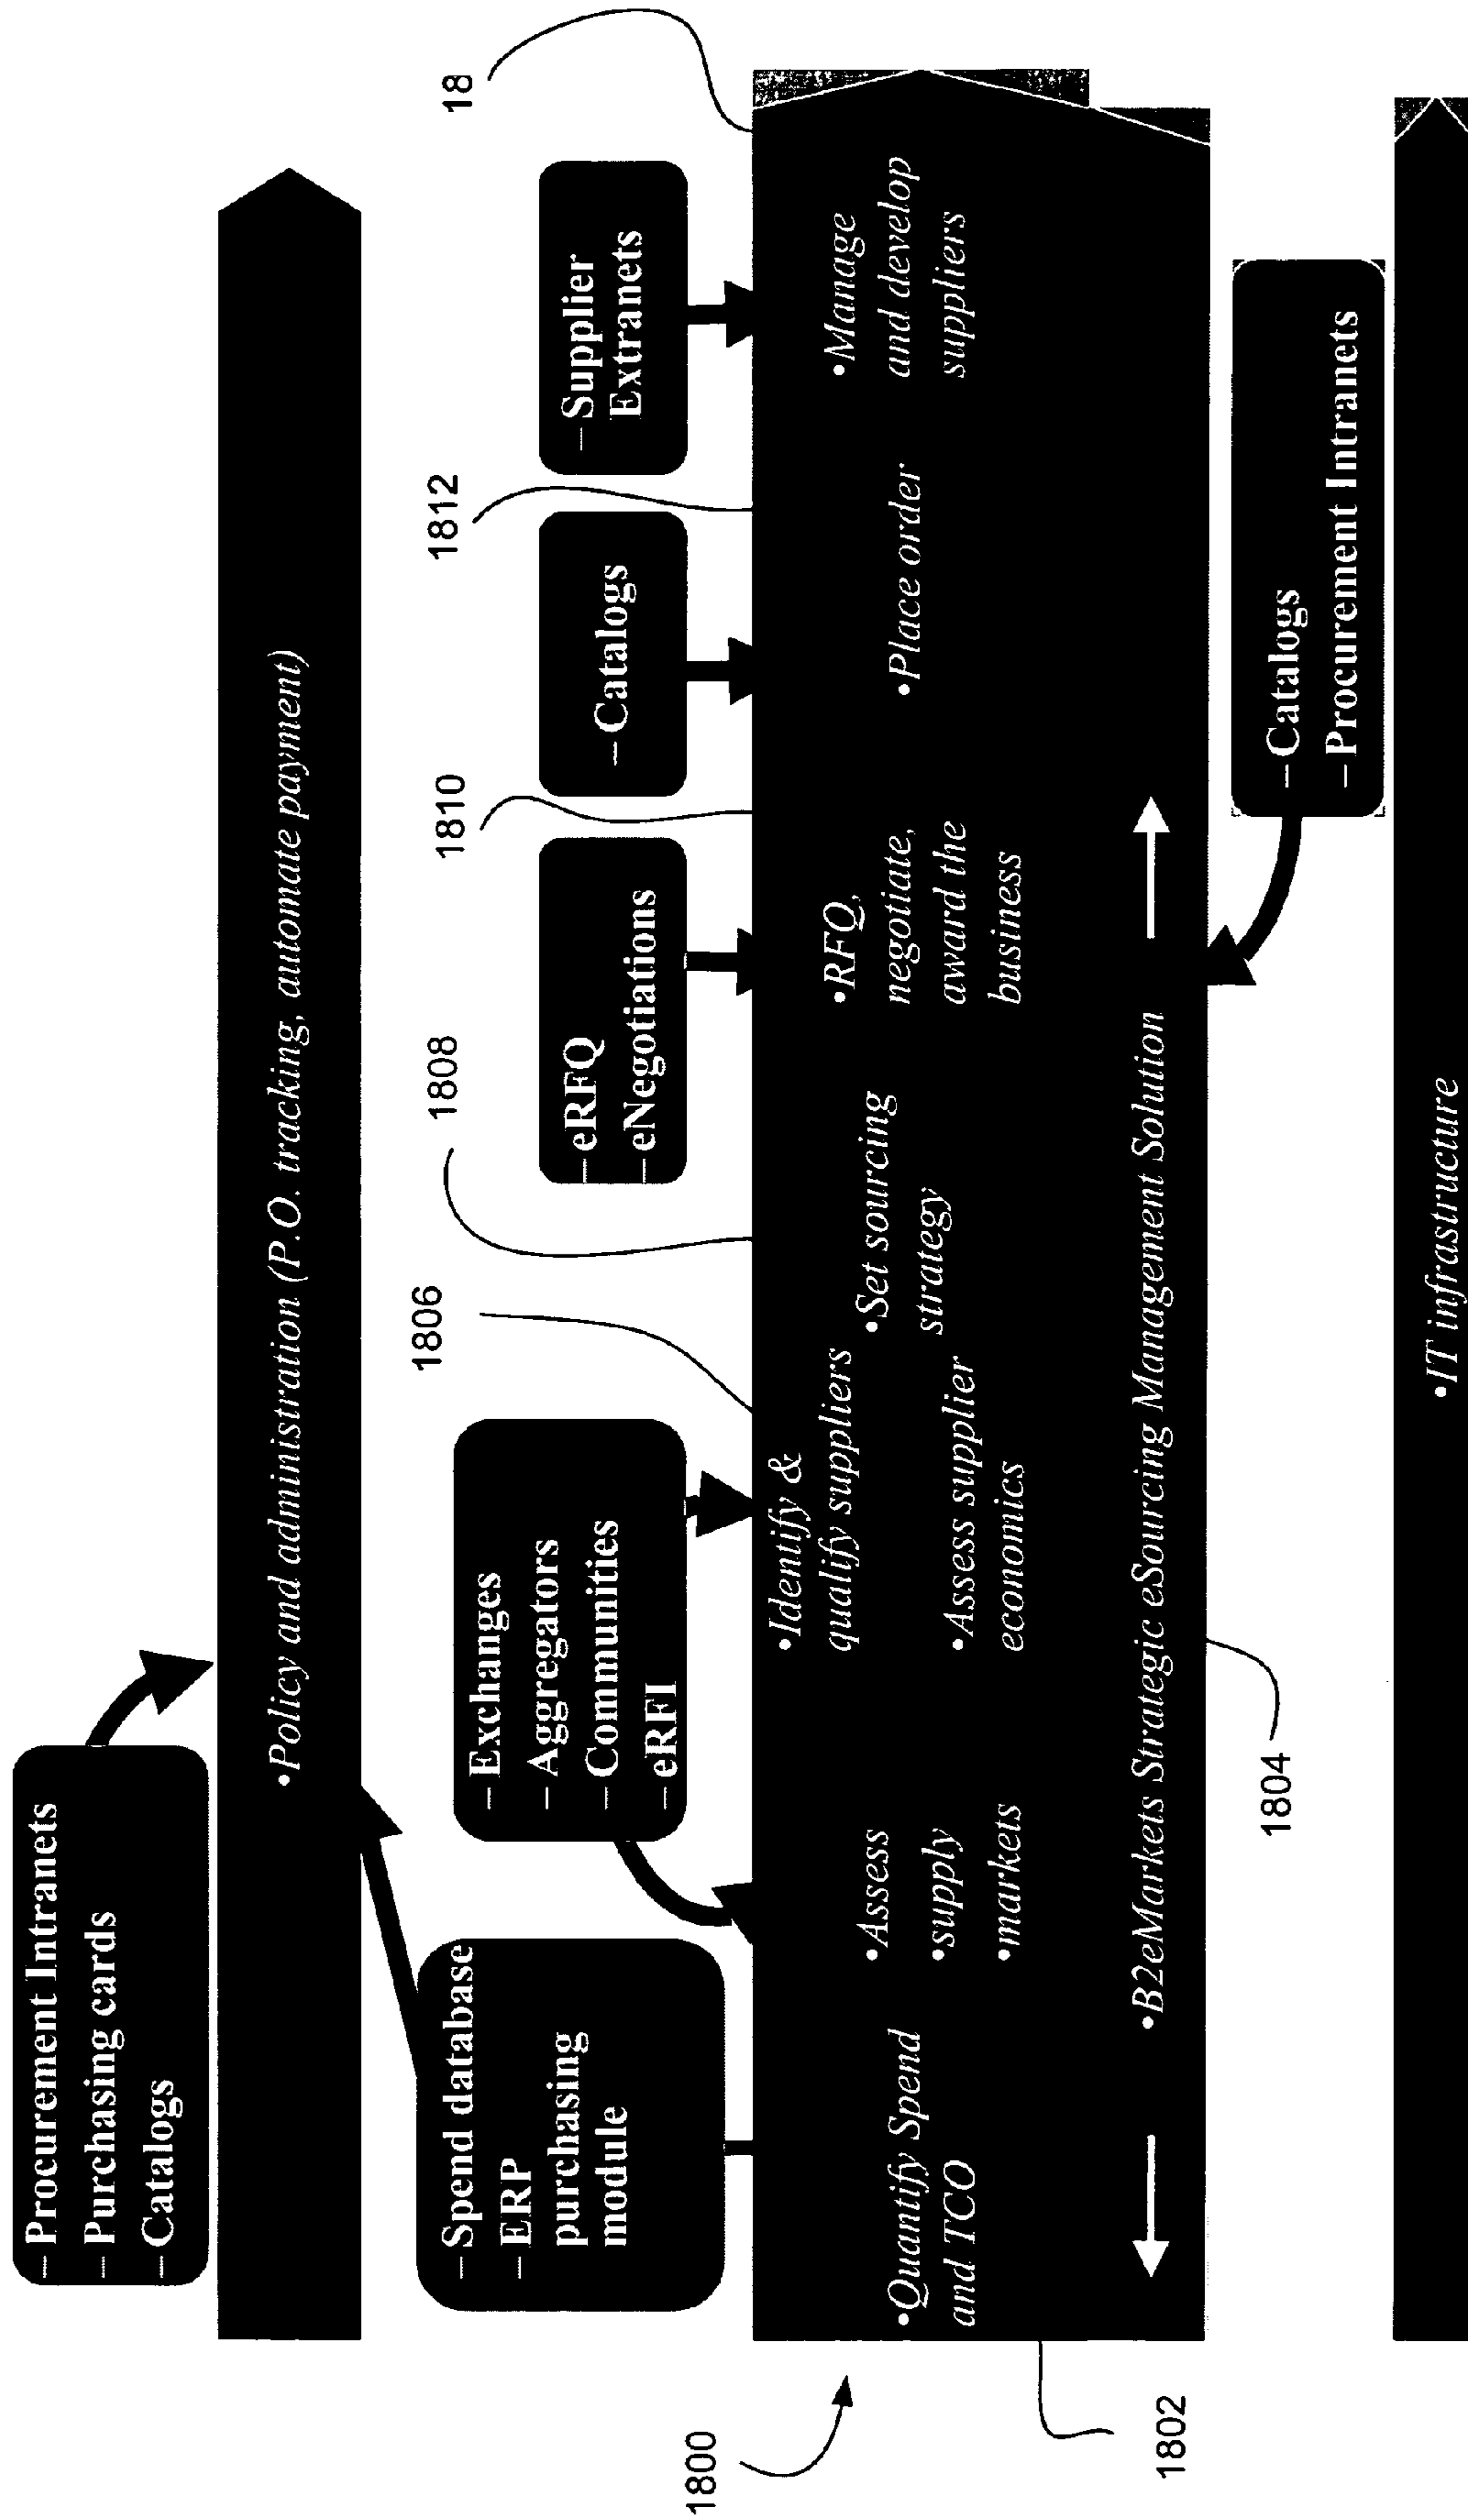 – Procurement Intranets
– Purchasing cards
– Catalogs
•Policy and administration (P.O. tracking, automate payment)
– Spend database
– ERP
purchasing
module
– Exchanges
– Aggregators
– Communities
– eRFI
1806
1808
– eRFQ
– eNegotiations
1810
– Catalogs
1812
– Supplier
Extranets
18
1800
•Quantify Spend
and TCO
•Assess
•supply
•markets
•Identify &
qualify suppliers
•Assess supplier
economics
•Set sourcing
strategy
•RFQ,
negotiate,
award the
business
•Place order
•Manage
and develop
suppliers
•B2eMarkets Strategic eSourcing Management Solution
1802
1804
– Catalogs
– Procurement Intranets
•IT infrastructure